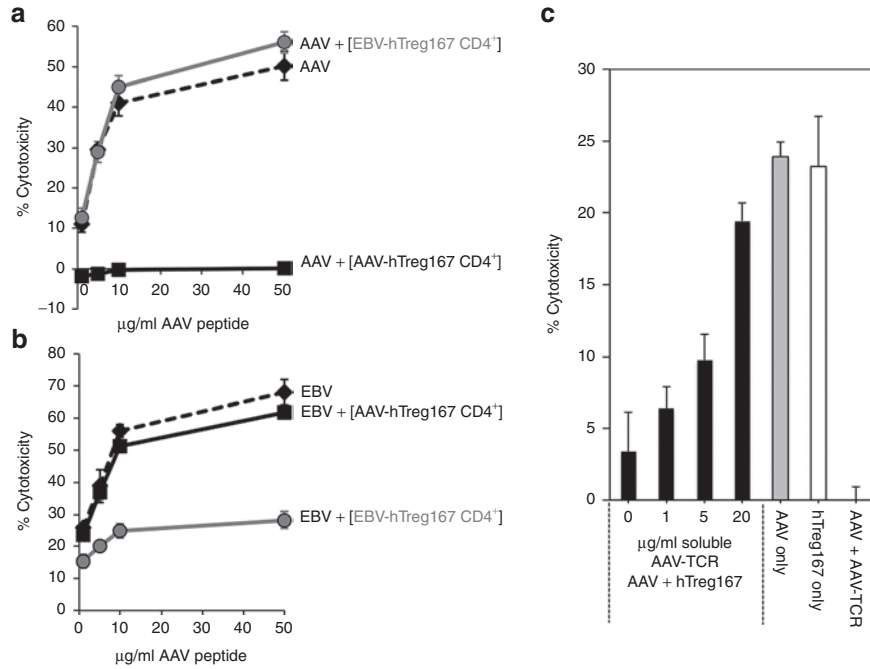 a
60
50
40
30
20
10
0
−10
% Cytotoxicity
AAV + [EBV-hTreg167 CD4+]
AAV
AAV + [AAV-hTreg167 CD4+]
0 10 20 30 40 50
μg/ml AAV peptide
b
80
70
60
50
40
30
20
10
0
% Cytotoxicity
EBV
EBV + [AAV-hTreg167 CD4+]
EBV + [EBV-hTreg167 CD4+]
0 10 20 30 40 50
μg/ml AAV peptide
c
30
25
20
15
10
5
0
% Cytotoxicity
0 1 5 20
μg/ml soluble
AAV-TCR
AAV + hTreg167
AAV only
hTreg167 only
AAV + AAV-TCR